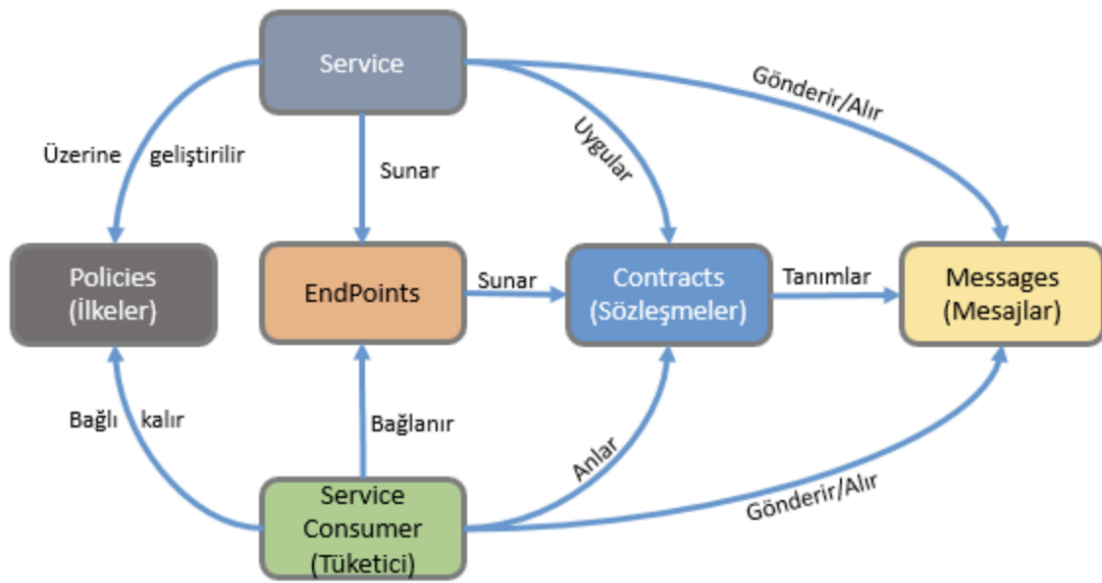 Service
Gönderir/Alır
Uygular
Üzerine geliştirilir
Sunar
Policies
(İlkeler)
EndPoints
Sunar
Contracts
(Sözleşmeler)
Tanımlar
Messages
(Mesajlar)
Bağlı kalır
Bağlanır
Anlar
Gönderir/Alır
Service
Consumer
(Tüketici)